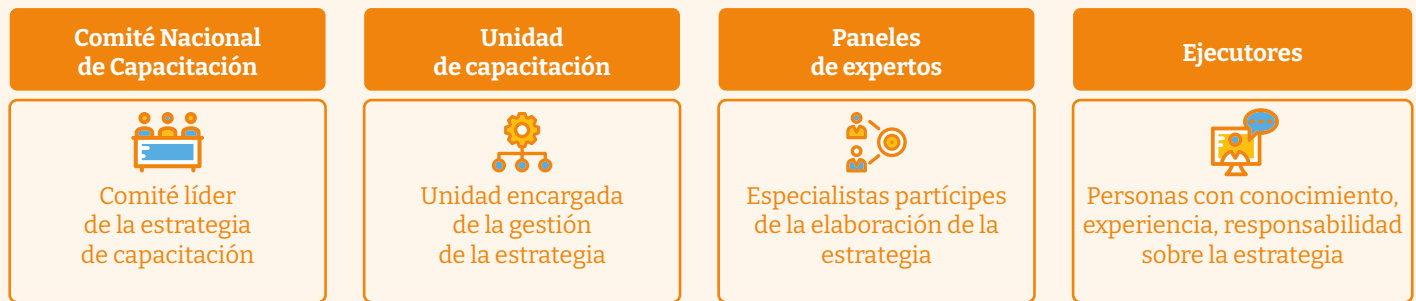 Comité Nacional
de Capacitación
Comité líder
de la estrategia
de capacitación
Unidad
de capacitación
Unidad encargada
de la gestión
de la estrategia
Paneles
de expertos
Especialistas partícipes
de la elaboración de la
estrategia
Ejecutores
Personas con conocimiento,
experiencia, responsabilidad
sobre la estrategia